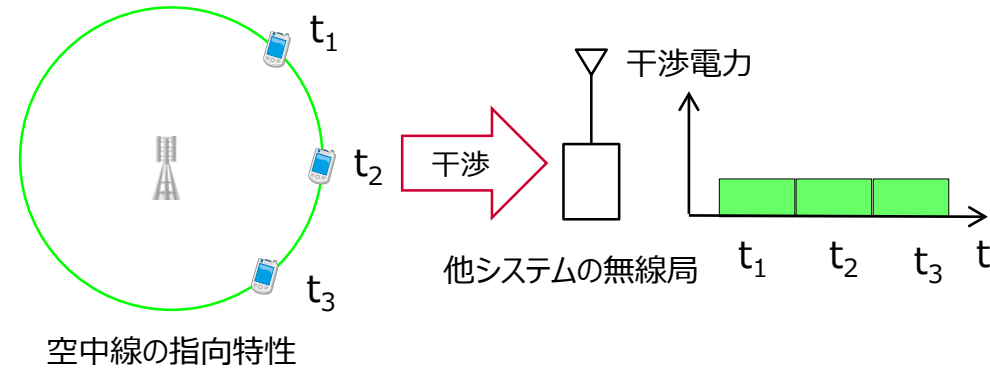 t1
t2
t3
空中線の指向特性
干渉
他システムの無線局
干渉電力
t1
t2
t3
t